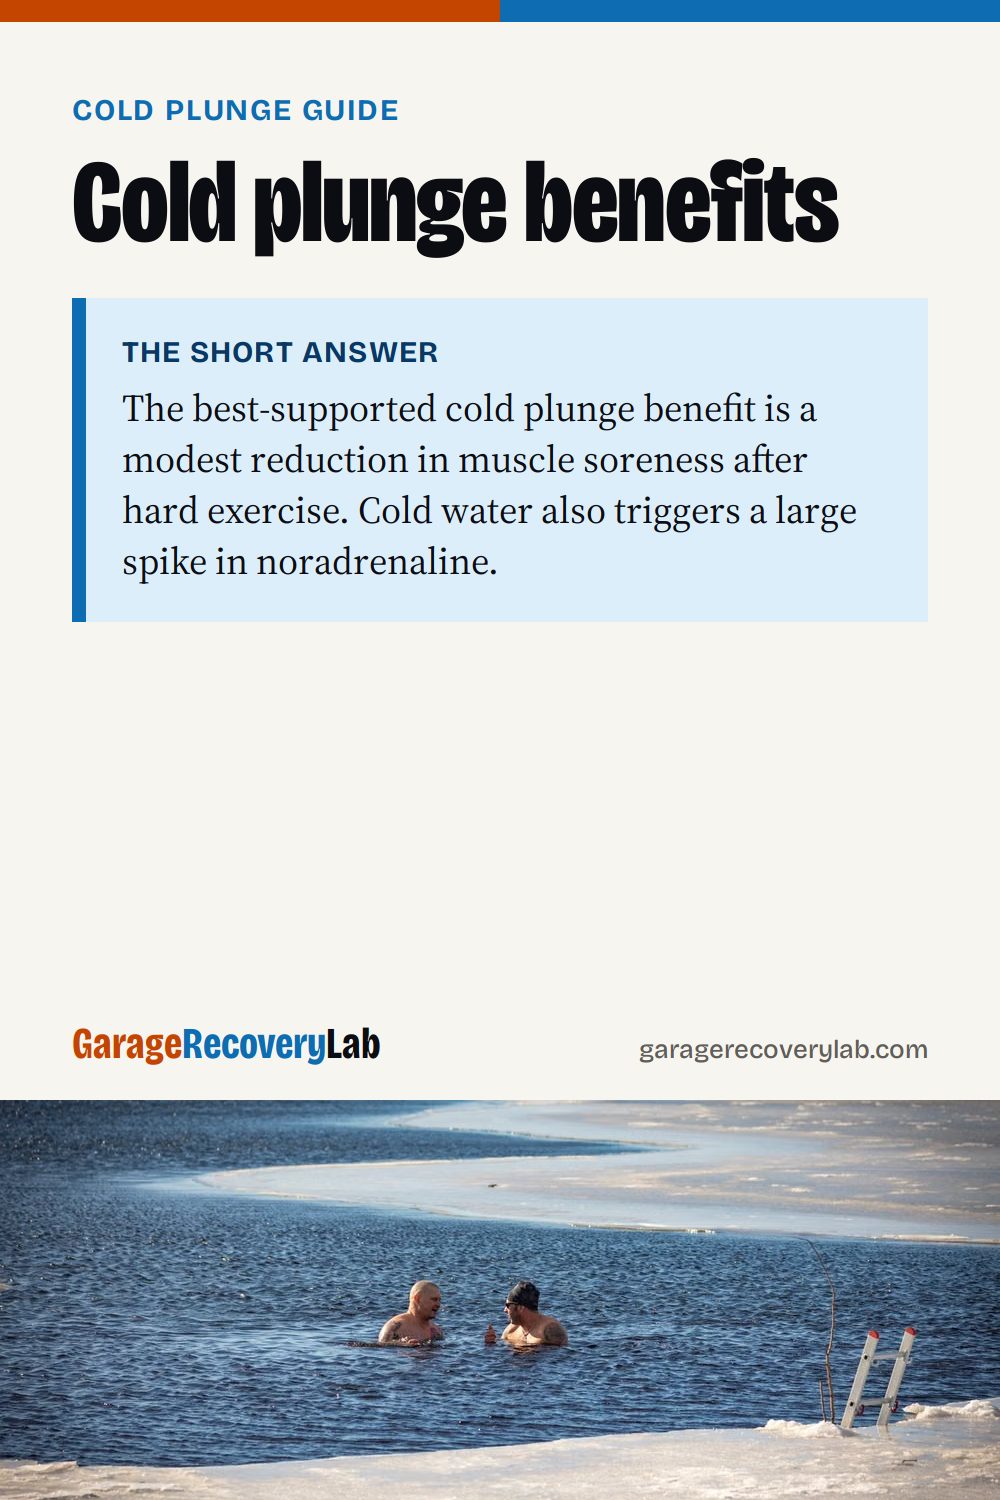 COLD PLUNGE GUIDE
Cold plunge benefits
THE SHORT ANSWER
The best-supported cold plunge benefit is a
modest reduction in muscle soreness after
hard exercise. Cold water also triggers a large
spike in noradrenaline.
GarageRecoveryLab
garagerecoverylab.com